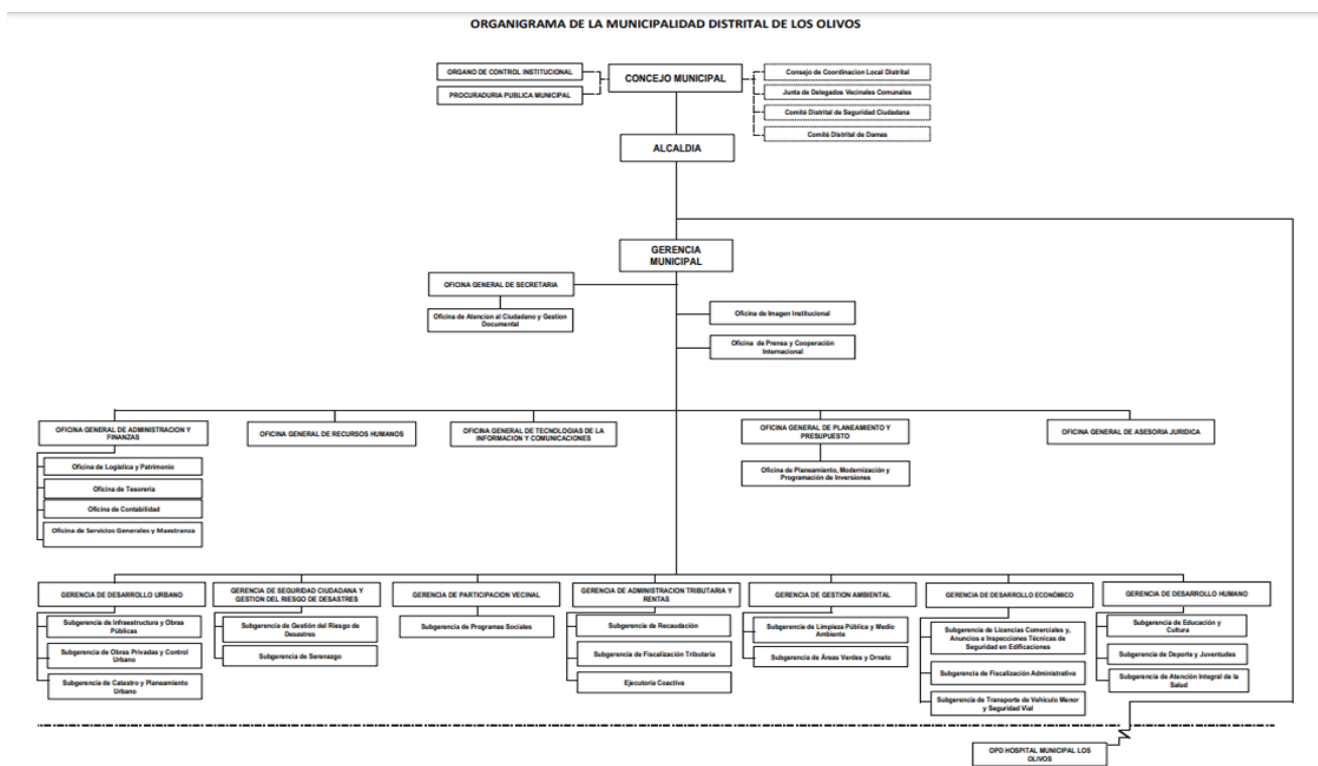 ORGANIGRAMA DE LA MUNICIPALIDAD DISTRITAL DE LOS OLIVOS
ORGANO DE CONTROL INSTITUCIONAL
PROCURADURIA PUBLICA MUNICIPAL
CONCEJO MUNICIPAL
Consejo de Coordinacion Local Distrital
Junta de Delegados Vecinales Comunales
Comité Distrital de Seguridad Ciudadana
Comité Distrital de Damas
ALCALDIA
GERENCIA
MUNICIPAL
OFICINA GENERAL DE SECRETARIA
Oficina de Atencion al Ciudadano y Gestion
Documental
Oficina de Imagen Institucional
Oficina de Prensa y Cooperación
Internacional
OFICINA GENERAL DE ADMINISTRACION Y
FINANZAS
Oficina de Logística y Patrimonio
Oficina de Tesorería
Oficina de Contabilidad
Oficina de Servicios Generales y Maestranza
OFICINA GENERAL DE RECURSOS HUMANOS
OFICINA GENERAL DE TECNOLOGIAS DE LA
INFORMACION Y COMUNICACIONES
OFICINA GENERAL DE PLANEAMIENTO Y
PRESUPUESTO
Oficina de Planeamiento, Modernización y
Programación de Inversiones
OFICINA GENERAL DE ASESORIA JURIDICA
GERENCIA DE DESARROLLO URBANO
Subgerencia de Infraestructura y Obras
Públicas
Subgerencia de Obras Privadas y Control
Urbano
Subgerencia de Catastro y Planeamiento
Urbano
GERENCIA DE SEGURIDAD CIUDADANA Y
GESTION DEL RIESGO DE DESASTRES
Subgerencia de Gestión del Riesgo de
Desastres
Subgerencia de Serenazgo
GERENCIA DE PARTICIPACION VECINAL
Subgerencia de Programas Sociales
GERENCIA DE ADMINISTRACION TRIBUTARIA Y
RENTAS
Subgerencia de Recaudación
Subgerencia de Fiscalización Tributaria
Ejecutoría Coactiva
GERENCIA DE GESTION AMBIENTAL
Subgerencia de Limpieza Pública y Medio
Ambiente
Subgerencia de Áreas Verdes y Ornato
GERENCIA DE DESARROLLO ECONÓMICO
Subgerencia de Licencias Comerciales y,
Anuncios e Inspecciones Técnicas de
Seguridad en Edificaciones
Subgerencia de Fiscalización Administrativa
Subgerencia de Transporte de Vehículo Menor
y Seguridad Vial
GERENCIA DE DESARROLLO HUMANO
Subgerencia de Educación y
Cultura
Subgerencia de Deporte y Juventudes
Subgerencia de Atención Integral de la
Salud
OPD HOSPITAL MUNICIPAL LOS
OLIVOS